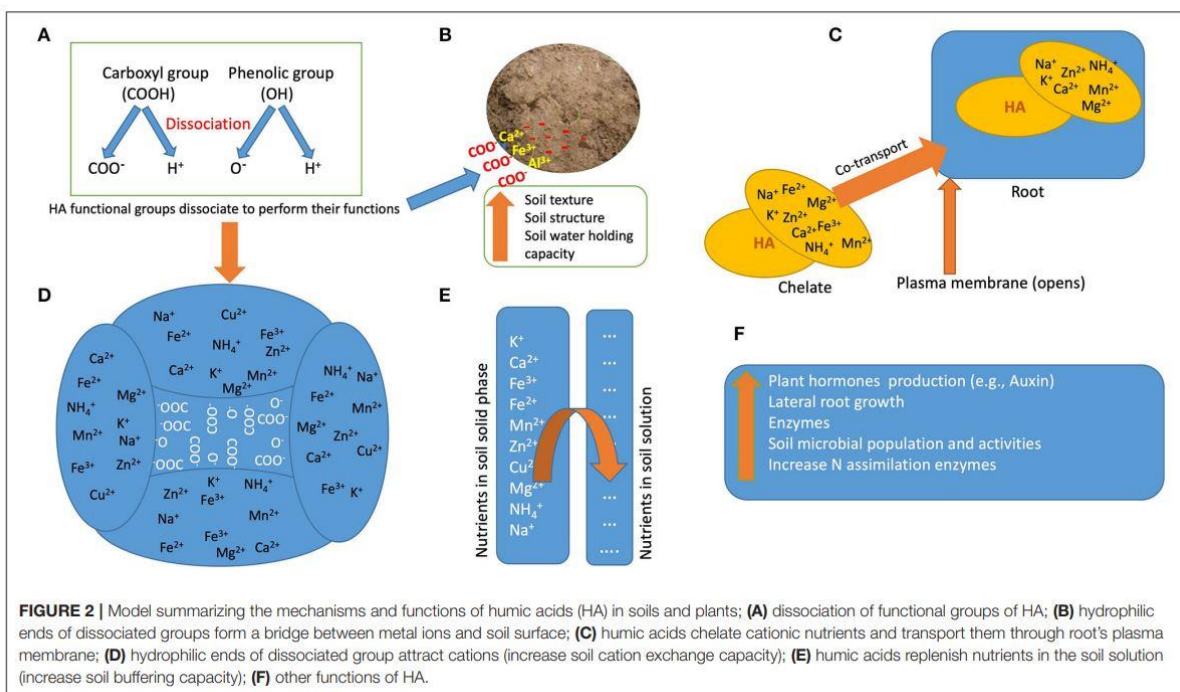 A
Carboxyl group
(COOH)
Phenolic group
(OH)
Dissociation
COO⁻
H⁺
O⁻
H⁺
HA functional groups dissociate to perform their functions
B
Ca²⁺
COO⁻
Fe³⁺
COO⁻
Al³⁺
COO⁻
Soil texture
Soil structure
Soil water holding
capacity
C
Na⁺ Zn²⁺ NH₄⁺
K⁺ Ca²⁺ Mn²⁺
Mg²⁺
HA
Root
Co-transport
Na⁺ Fe²⁺
Mg²⁺
K⁺ Zn²⁺
Ca²⁺ Fe³⁺
NH₄⁺ Mn²⁺
HA
Chelate
Plasma membrane (opens)
D
Na⁺ Cu²⁺
Fe²⁺ NH₄⁺ Fe³⁺
Zn²⁺
Ca²⁺ K⁺ Mn²⁺
Mg²⁺
Ca²⁺
Fe²⁺
Mg²⁺
NH₄⁺
K⁺
Mn²⁺ Na⁺
Fe³⁺ Zn²⁺
Cu²⁺
⁻OOC COO⁻ ⁻O COO⁻ O⁻
⁻OOC COO⁻
⁻O COO⁻ O⁻
⁻OOC ⁻O COO⁻ COO⁻
NH₄⁺ Na⁺
Fe²⁺
Mn²⁺
Mg²⁺ Zn²⁺
Ca²⁺ Cu²⁺
Fe³⁺ K⁺
Zn²⁺ K⁺ NH₄⁺
Fe³⁺
Na⁺ Mn²⁺
Fe³⁺
Fe²⁺ Mg²⁺ Ca²⁺
E
Nutrients in soil solid phase
K⁺
Ca²⁺
Fe³⁺
Fe²⁺
Mn²⁺
Zn²⁺
Cu²⁺
Mg²⁺
NH₄⁺
Na⁺
...
...
...
...
...
...
...
...
....
Nutrients in soil solution
F
Plant hormones production (e.g., Auxin)
Lateral root growth
Enzymes
Soil microbial population and activities
Increase N assimilation enzymes
FIGURE 2 | Model summarizing the mechanisms and functions of humic acids (HA) in soils and plants; (A) dissociation of functional groups of HA; (B) hydrophilic
ends of dissociated groups form a bridge between metal ions and soil surface; (C) humic acids chelate cationic nutrients and transport them through root's plasma
membrane; (D) hydrophilic ends of dissociated group attract cations (increase soil cation exchange capacity); (E) humic acids replenish nutrients in the soil solution
(increase soil buffering capacity); (F) other functions of HA.